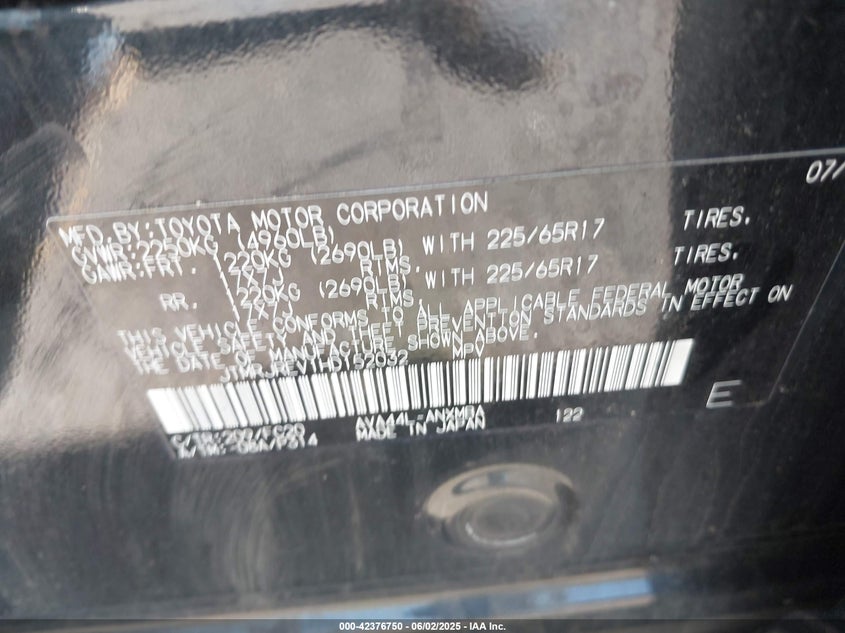 07/
MFD.BY:TOYOTA MOTOR CORPORATION
GVWR:2250KG (4960LB)
GAWR:FRT. 1220KG (2690LB) WITH 225/65R17 TIRES.
17X7J RIMS,
RR. 1220KG (2690LB) WITH 225/65R17 TIRES.
17X7J RIMS,
THIS VEHICLE CONFORMS TO ALL APPLICABLE FEDERAL MOTOR
VEHICLE SAFETY AND THEFT PREVENTION STANDARDS IN EFFECT ON
THE DATE OF MANUFACTURE SHOWN ABOVE.
MPV
E
AXA44L-ANXMBA 122
MADE IN JAPAN
000-42376750 - 06/02/2025 - IAA Inc.